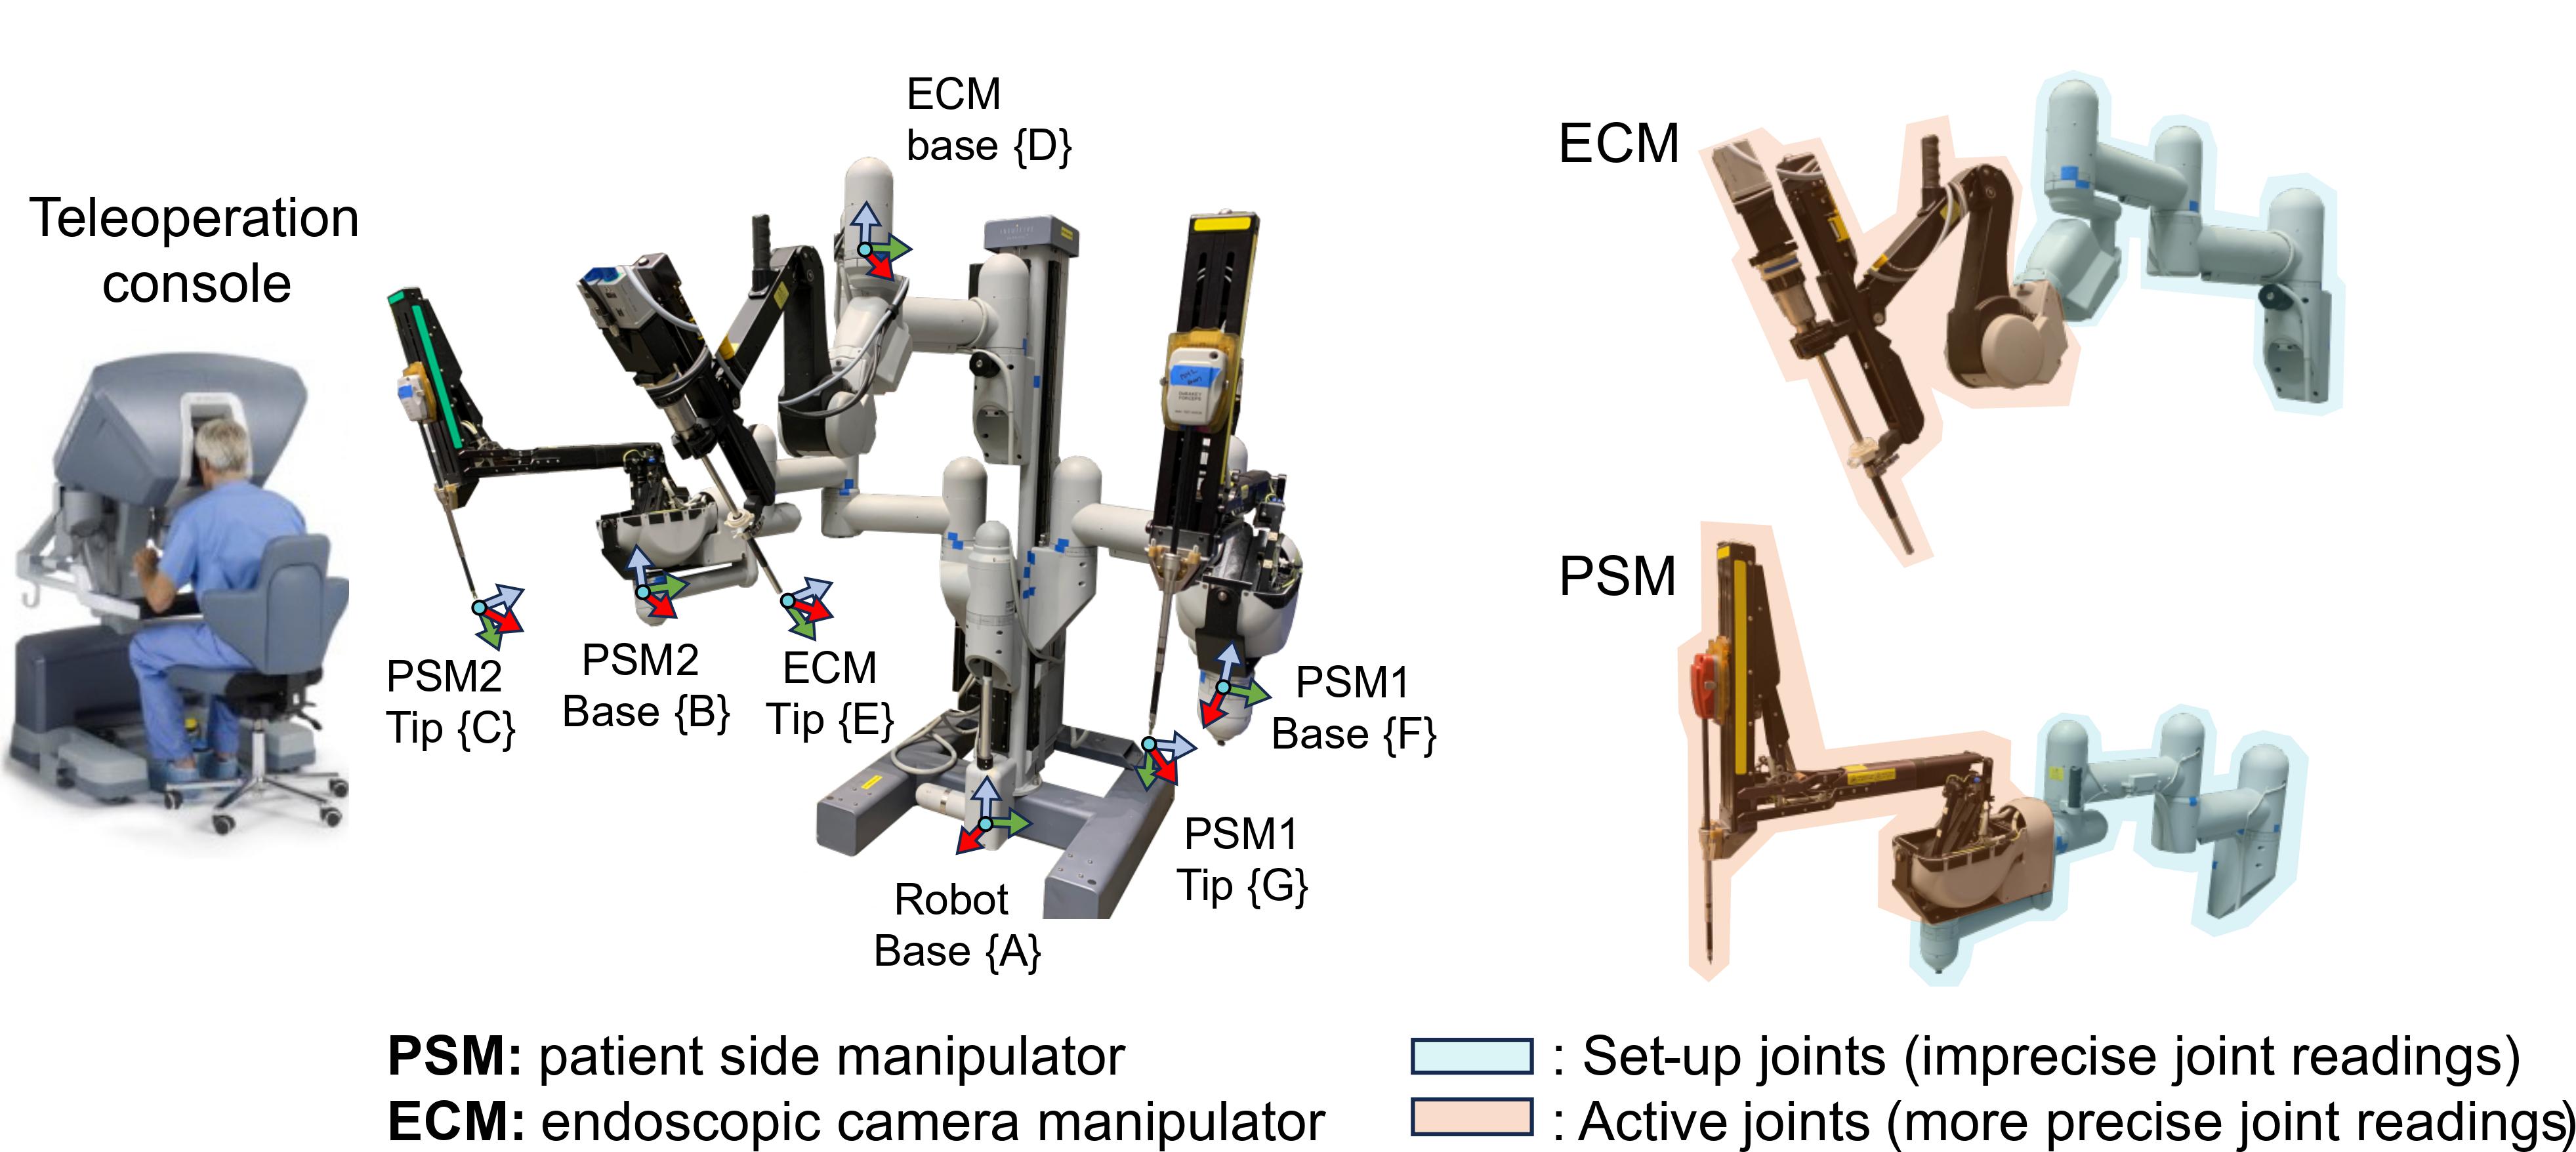 Teleoperation
console
ECM
base {D}
PSM2
Tip {C}
PSM2
Base {B}
ECM
Tip {E}
PSM1
Base {F}
PSM1
Tip {G}
Robot
Base {A}
ECM
PSM
PSM: patient side manipulator
ECM: endoscopic camera manipulator
: Set-up joints (imprecise joint readings)
: Active joints (more precise joint readings)